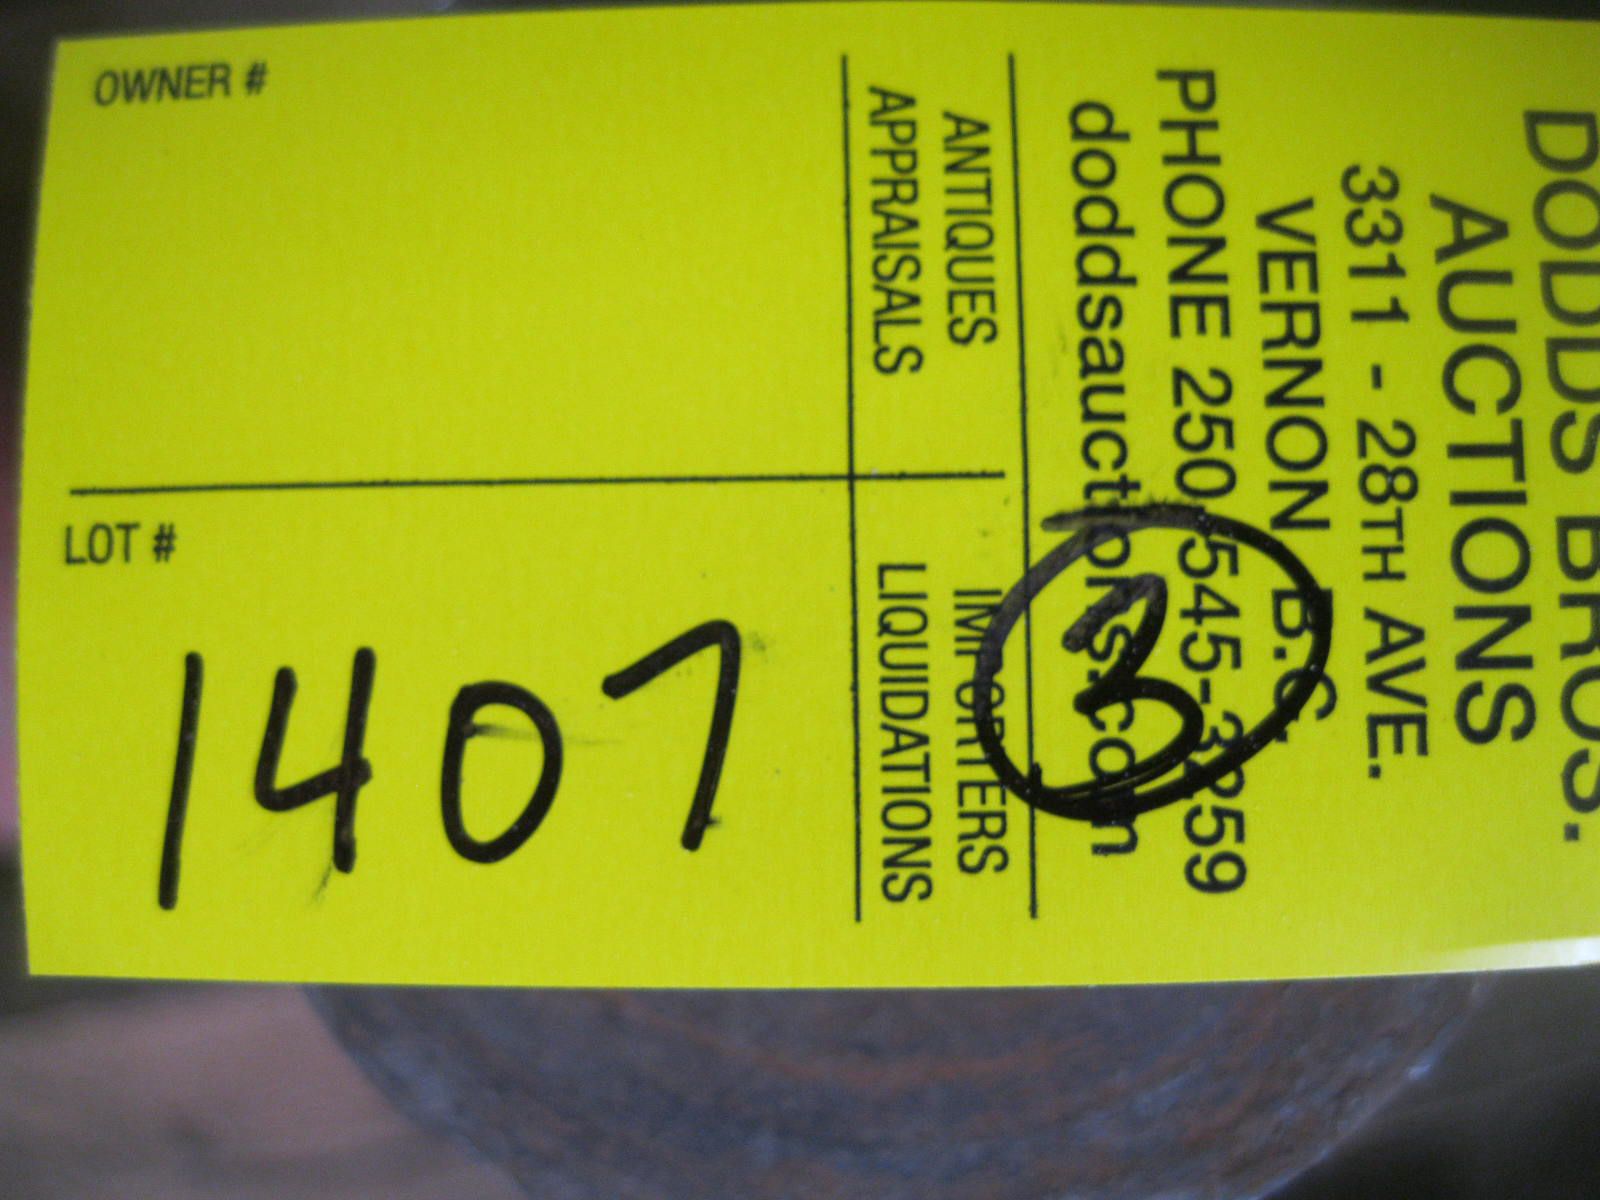 DODDS BROS.
AUCTIONS
3311 - 28TH AVE.
VERNON B.C.
PHONE 250-545-3259
doddsauctions.com
3
ANTIQUES IMPORTERS
APPRAISALS LIQUIDATIONS
OWNER #
LOT #
1407